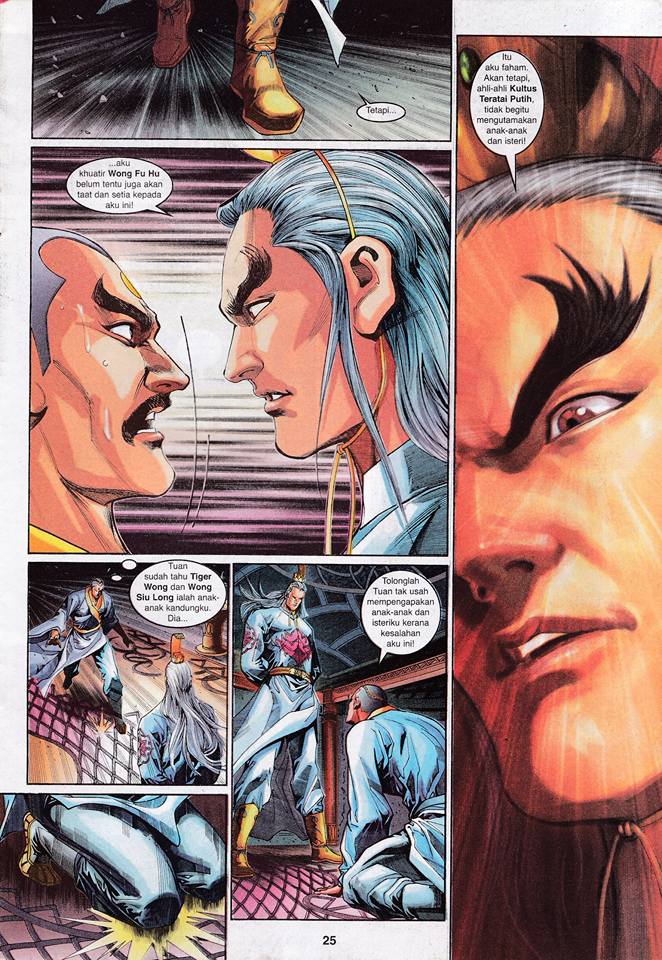 Tetapi...
...aku
khuatir Wong Fu Hu
belum tentu juga akan
taat dan setia kepada
aku ini!
Tuan
sudah tahu Tiger
Wong dan Wong
Siu Long ialah anak-
anak kandungku.
Dia...
Tolonglah
Tuan tak usah
mempengapakan
anak-anak dan
isteriku kerana
kesalahan
aku ini!
Itu
aku faham.
Akan tetapi,
ahli-ahli Kultus
Teratai Putih,
tidak begitu
mengutamakan
anak-anak
dan isteri!
25